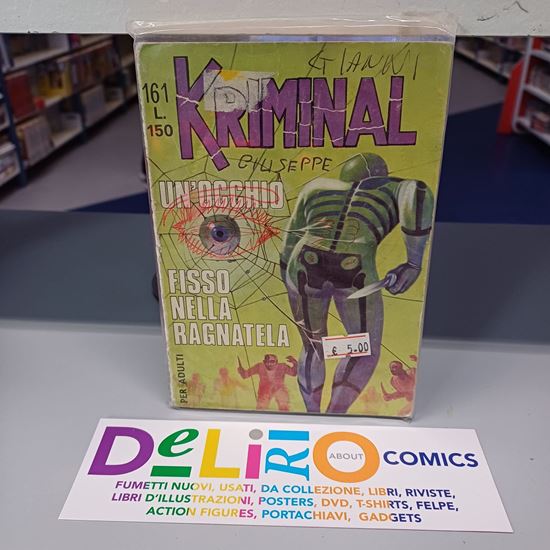 GIANNI
161
L.
150
KRIMINAL
GIUSEPPE
UN'OCCHIO
FISSO
NELLA
RAGNATELA
€ 5.00
PER ADULTI
DeLiRiO ABOUT COMICS
FUMETTI NUOVI, USATI, DA COLLEZIONE, LIBRI, RIVISTE,
LIBRI D'ILLUSTRAZIONI, POSTERS, DVD, T-SHIRTS, FELPE,
ACTION FIGURES, PORTACHIAVI, GADGETS